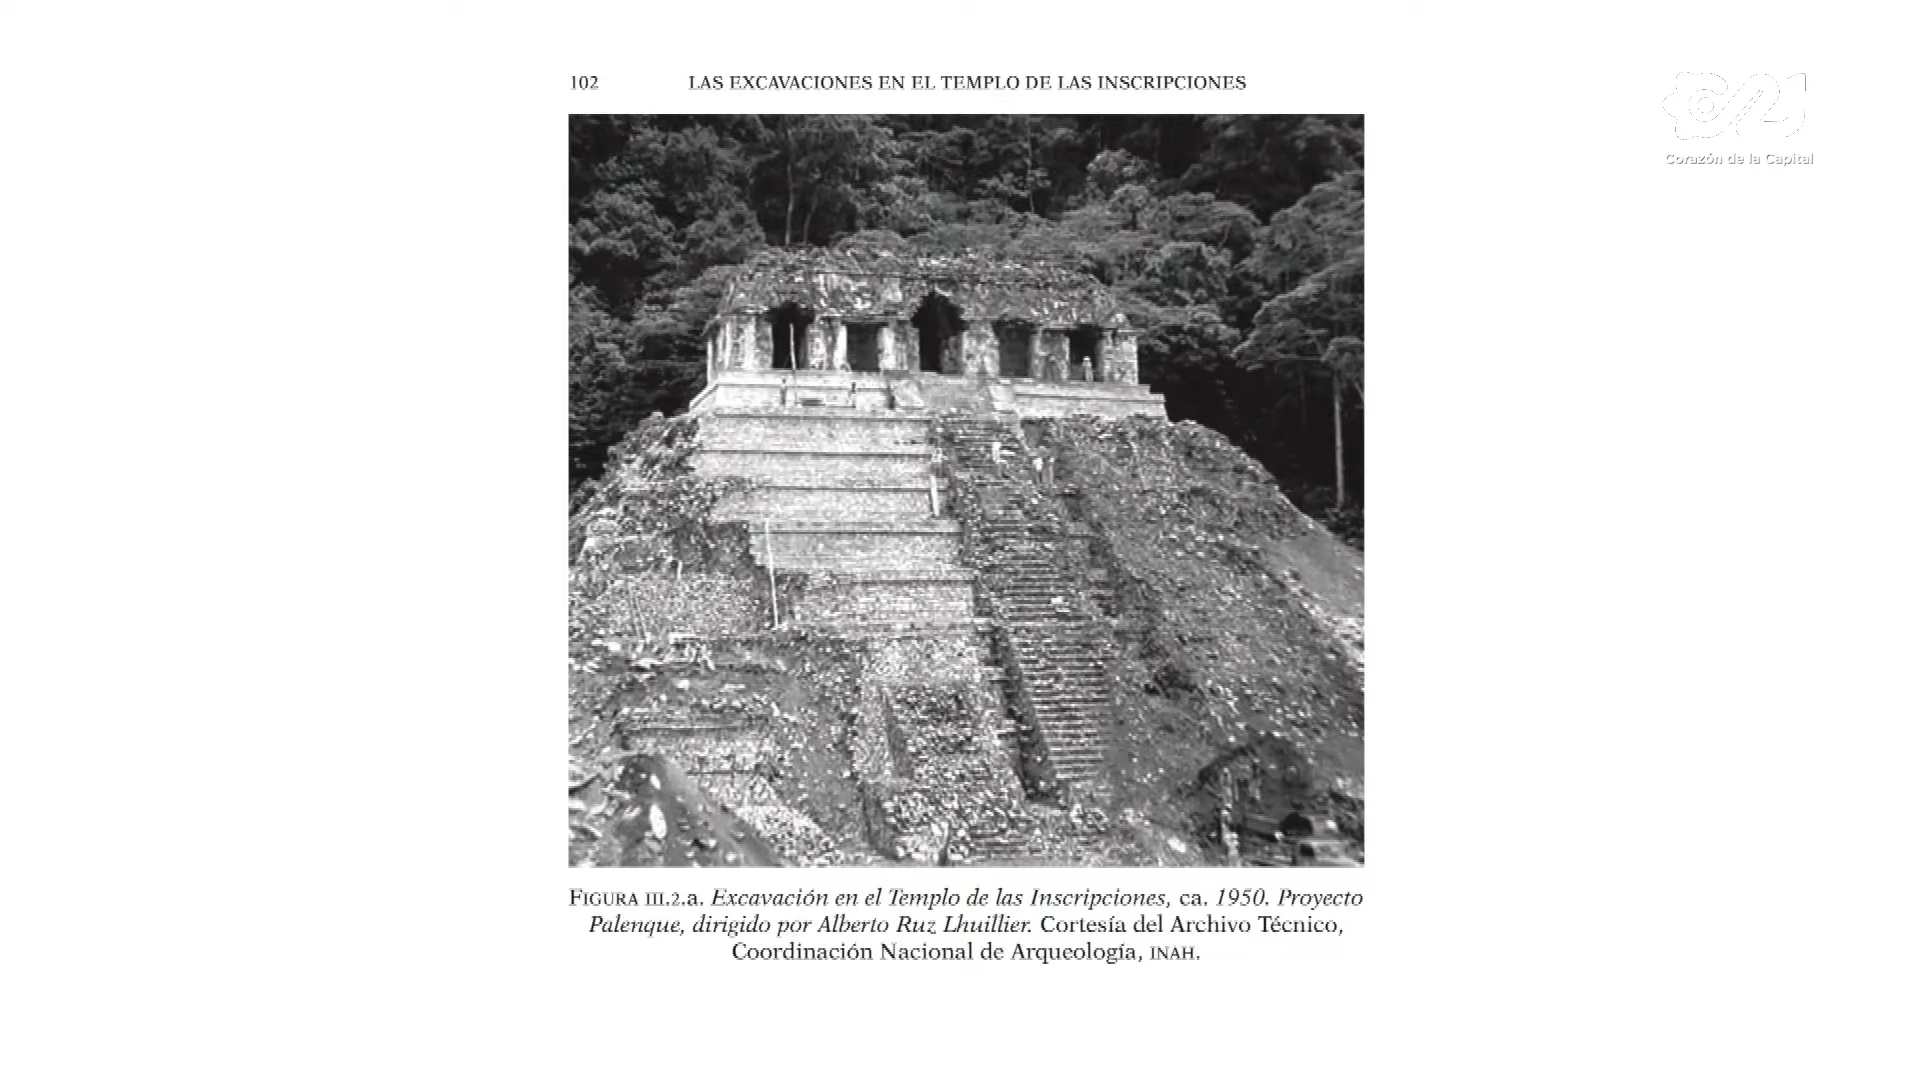 102 LAS EXCAVACIONES EN EL TEMPLO DE LAS INSCRIPCIONES
Corazón de la Capital
FIGURA III.2.a. Excavación en el Templo de las Inscripciones, ca. 1950. Proyecto
Palenque, dirigido por Alberto Ruz Lhuillier. Cortesía del Archivo Técnico,
Coordinación Nacional de Arqueología, INAH.